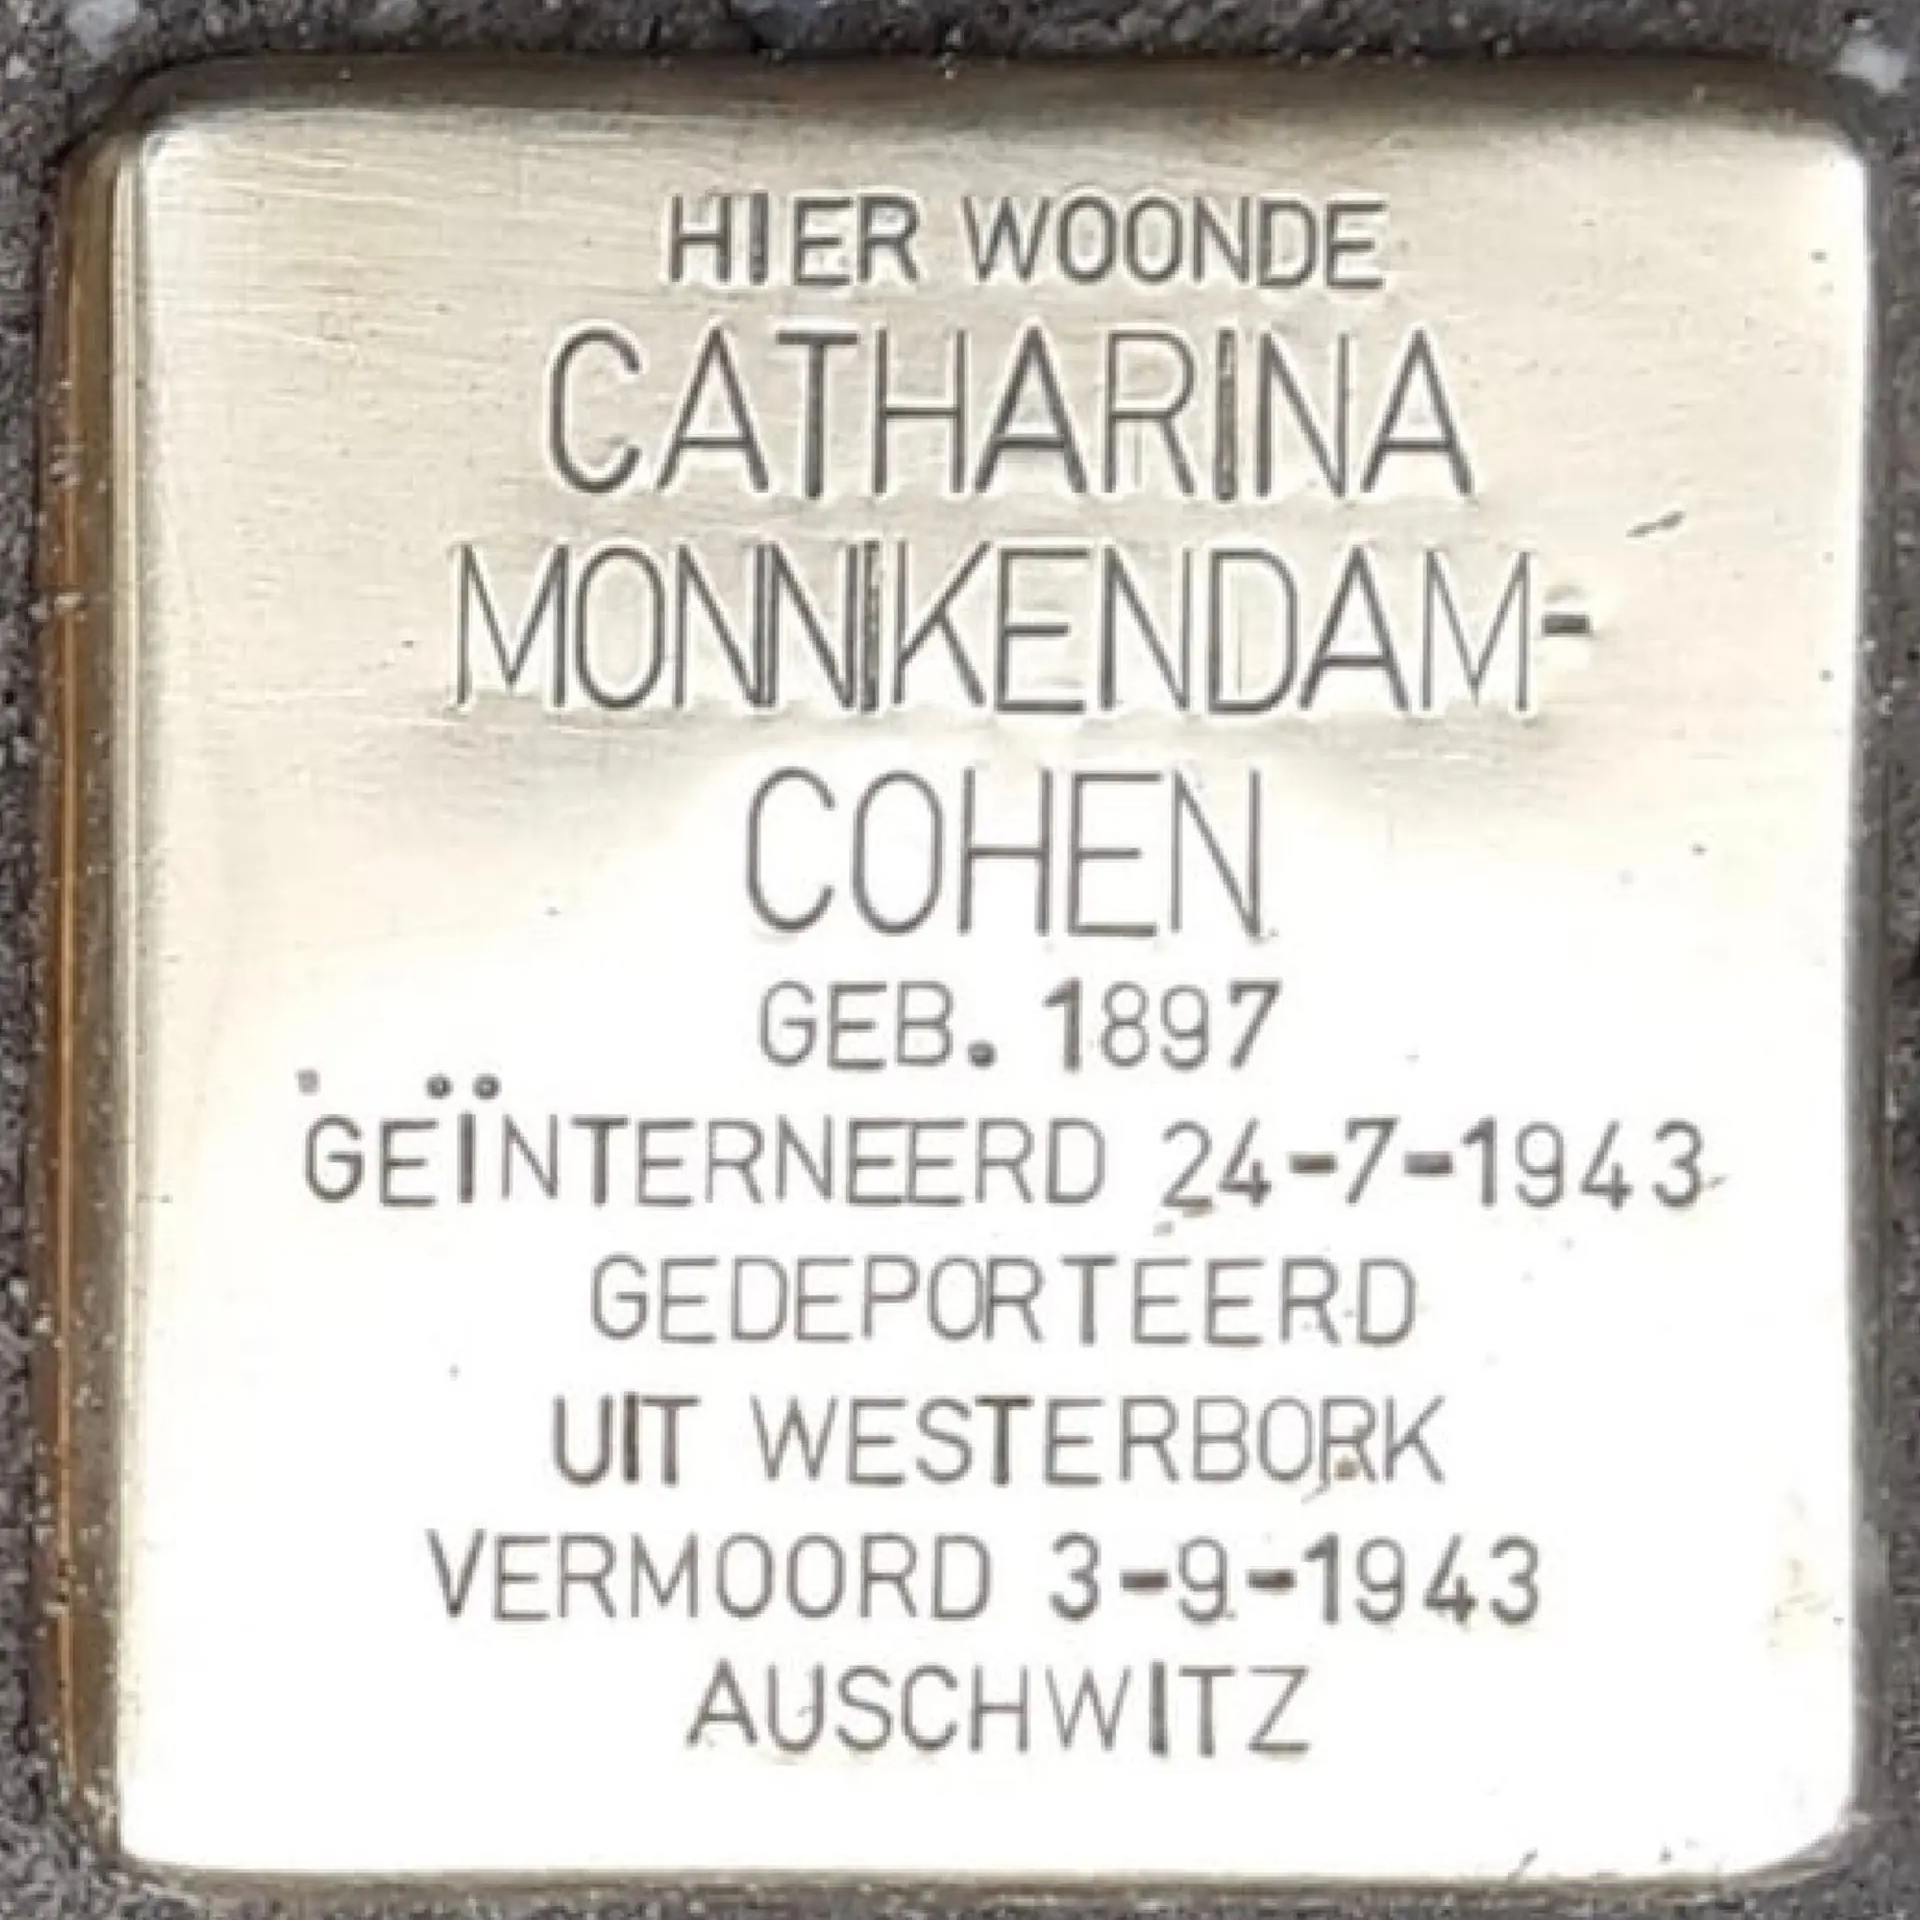 HIER WOONDE
CATHARINA
MONNIKENDAM-
COHEN
GEB. 1897
GEÏNTERNEERD 24-7-1943
GEDEPORTEERD
UIT WESTERBORK
VERMOORD 3-9-1943
AUSCHWITZ